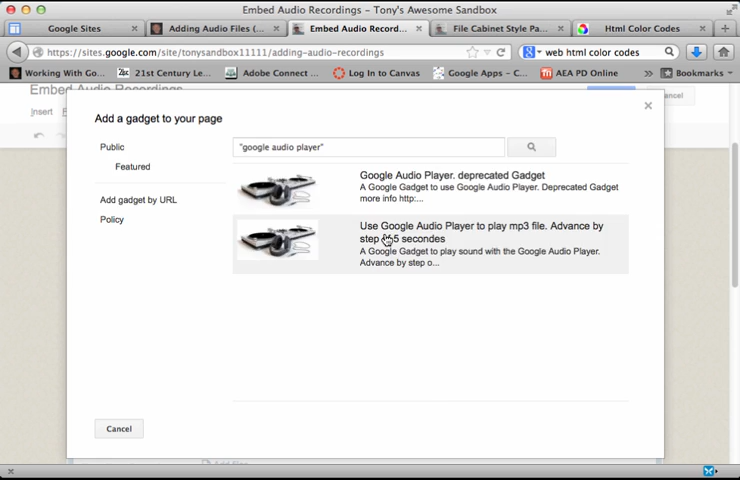 Embed Audio Recordings - Tony's Awesome Sandbox
Google Sites
Adding Audio Files (...
Embed Audio Record...
File Cabinet Style Pa...
Html Color Codes
https://sites.google.com/site/tonysandbox11111/adding-audio-recordings
web html color codes
Working With Go...
21st Century Le...
Adobe Connect ...
Log In to Canvas
Google Apps - C...
AEA PD Online
Bookmarks
Embed Audio Recordings
Insert
Add a gadget to your page
Public
Featured
Add gadget by URL
Policy
"google audio player"
Google Audio Player. deprecated Gadget
A Google Gadget to use Google Audio Player. Deprecated Gadget
more info http:...
Use Google Audio Player to play mp3 file. Advance by
step 5 secondes
A Google Gadget to play sound with the Google Audio Player.
Advance by step o...
Cancel